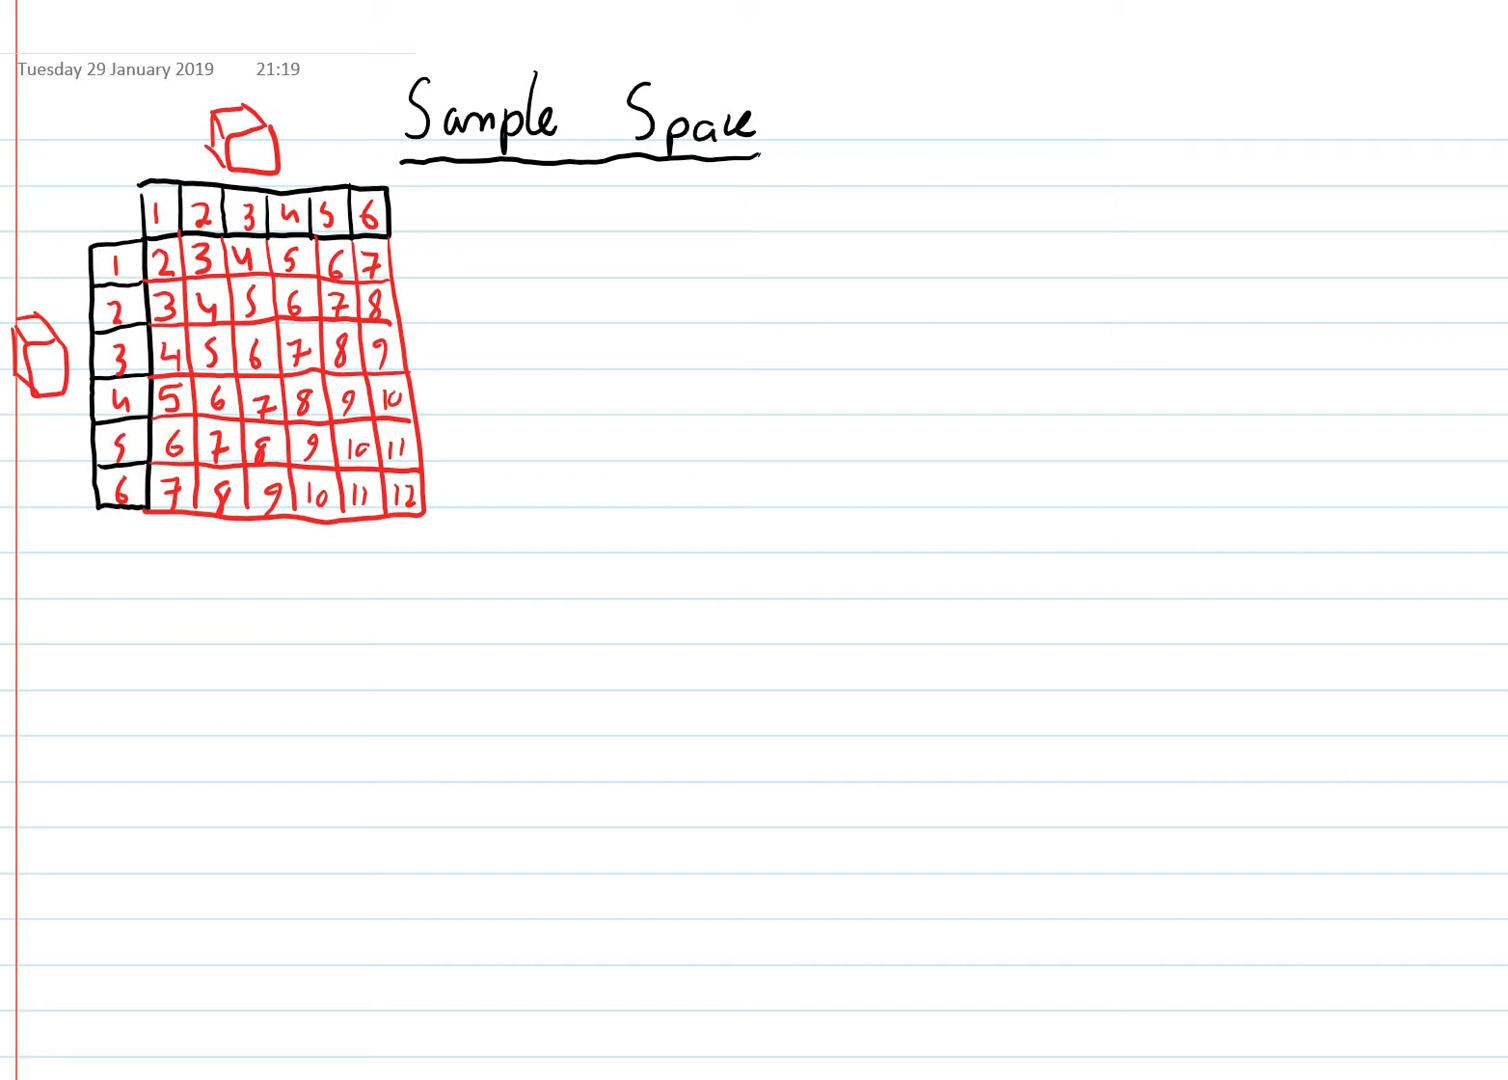 Tuesday 29 January 2019 21:19
Sample Space
1 2 3 4 5 6
1 2 3 4 5 6 7
2 3 4 5 6 7 8
3 4 5 6 7 8 9
4 5 6 7 8 9 10
5 6 7 8 9 10 11
6 7 8 9 10 11 12